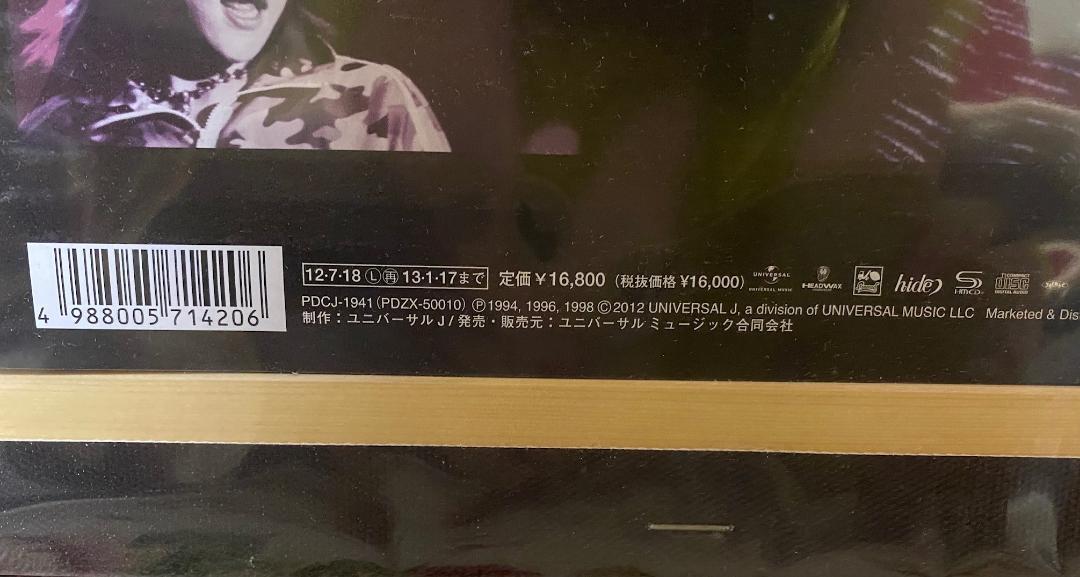 12·7·18 Ⓛ㊢ 13·1·17まで 定価￥16,800（税抜価格 ￥16,000）
UNIVERSAL
UNIVERSAL MUSIC
HEADWAX
hide
SHM-CD
COMPACT
disc
DIGITAL AUDIO
PDCJ-1941 (PDZX-50010) Ⓟ1994, 1996, 1998 Ⓒ2012 UNIVERSAL J, a division of UNIVERSAL MUSIC LLC Marketed & Dis
制作：ユニバーサル J / 発売・販売元：ユニバーサル ミュージック合同会社
4 988005 714206